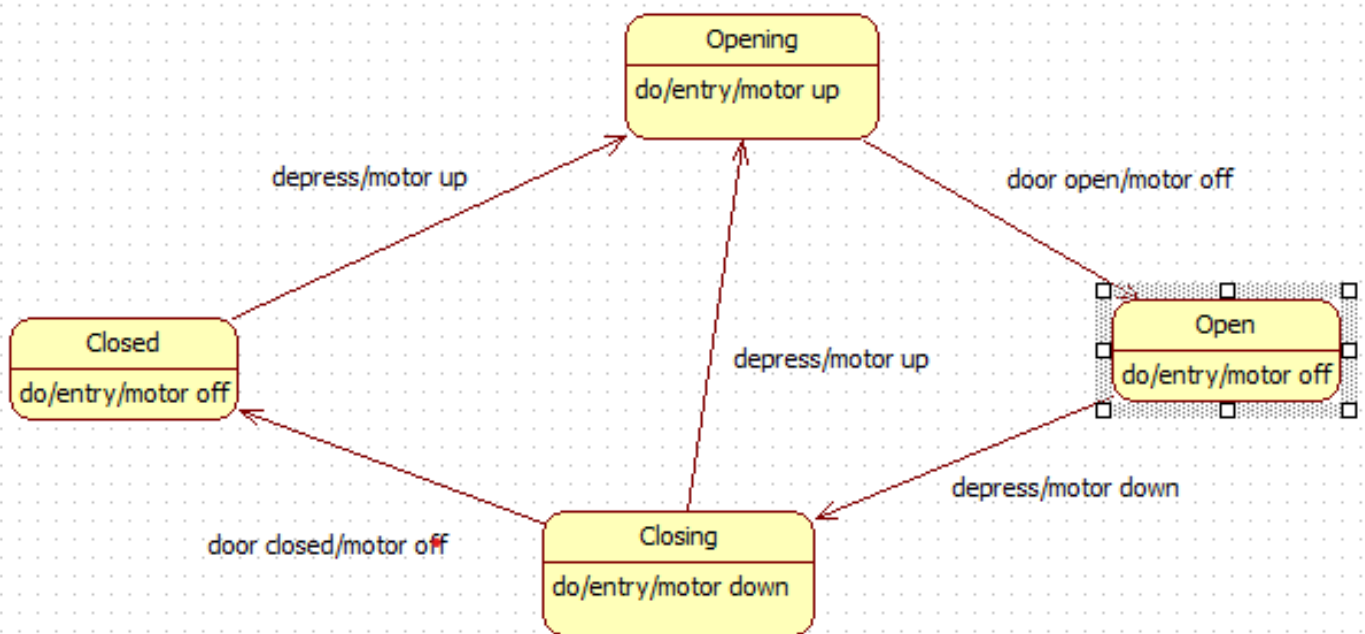 Opening
do/entry/motor up
depress/motor up
door open/motor off
Closed
do/entry/motor off
Open
do/entry/motor off
depress/motor up
depress/motor down
door closed/motor off
Closing
do/entry/motor down